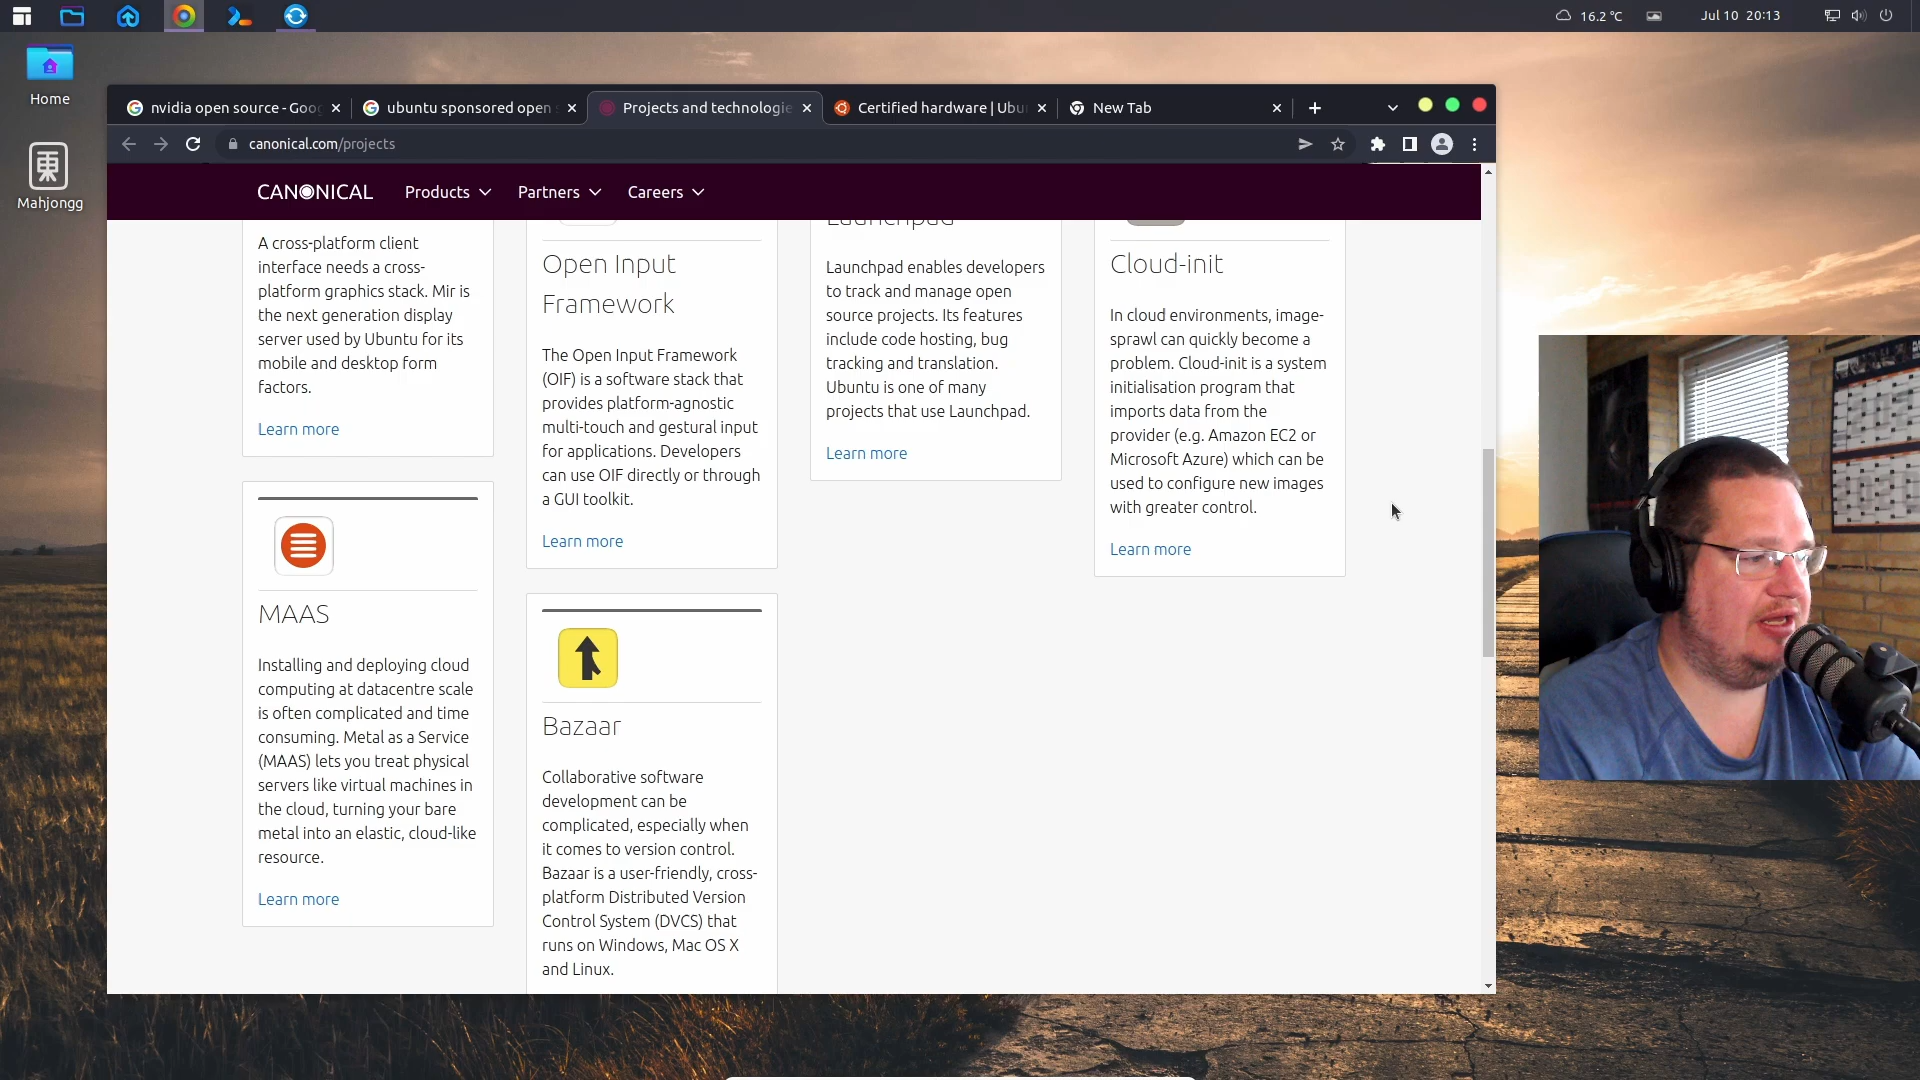 16.2 °C
Jul 10 20:13
Home
Mahjongg
nvidia open source - Goo
ubuntu sponsored open
Projects and technologie
Certified hardware | Ubu
New Tab
canonical.com/projects
CANONICAL
Products
Partners
Careers
A cross-platform client
interface needs a cross-
platform graphics stack. Mir is
the next generation display
server used by Ubuntu for its
mobile and desktop form
factors.
Learn more
MAAS
Installing and deploying cloud
computing at datacentre scale
is often complicated and time
consuming. Metal as a Service
(MAAS) lets you treat physical
servers like virtual machines in
the cloud, turning your bare
metal into an elastic, cloud-like
resource.
Learn more
Open Input
Framework
The Open Input Framework
(OIF) is a software stack that
provides platform-agnostic
multi-touch and gestural input
for applications. Developers
can use OIF directly or through
a GUI toolkit.
Learn more
Bazaar
Collaborative software
development can be
complicated, especially when
it comes to version control.
Bazaar is a user-friendly, cross-
platform Distributed Version
Control System (DVCS) that
runs on Windows, Mac OS X
and Linux.
Launchpad
Launchpad enables developers
to track and manage open
source projects. Its features
include code hosting, bug
tracking and translation.
Ubuntu is one of many
projects that use Launchpad.
Learn more
Cloud-init
In cloud environments, image-
sprawl can quickly become a
problem. Cloud-init is a system
initialisation program that
imports data from the
provider (e.g. Amazon EC2 or
Microsoft Azure) which can be
used to configure new images
with greater control.
Learn more